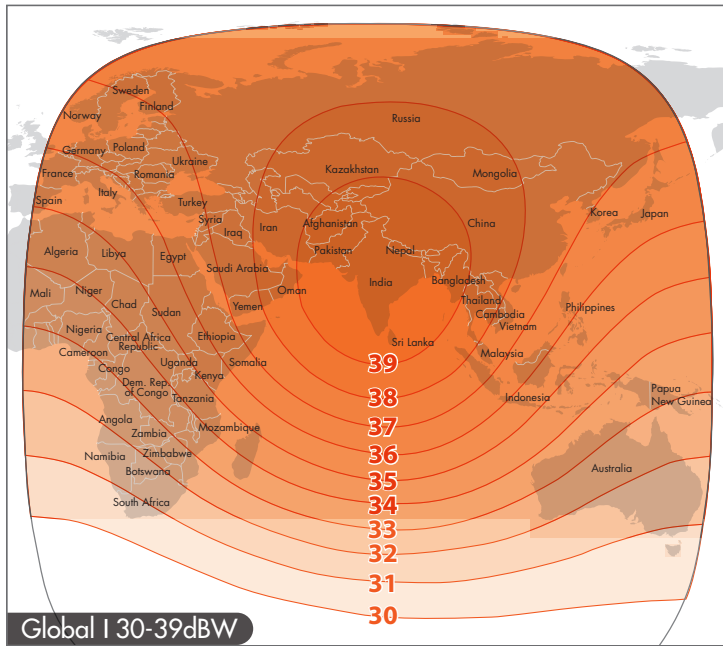 Sweden
Finland
Norway
Russia
Germany
Poland
Ukraine
Kazakhstan
Mongolia
France
Romania
Italy
Spain
Turkey
Korea
Japan
Syria
Iraq
Iran
Afghanistan
China
Algeria
Libya
Egypt
Pakistan
Nepal
Saudi Arabia
India
Bangladesh
Mali
Niger
Oman
Thailand
Chad
Sudan
Yemen
Cambodia
Philippines
Vietnam
Nigeria
Central Africa
Republic
Ethiopia
Sri Lanka
Cameroon
Uganda
Somalia
Malaysia
Congo
Kenya
39
Dem. Rep.
of Congo
Tanzania
38
Indonesia
Papua
New Guinea
Angola
Mozambique
37
Zambia
Namibia
Zimbabwe
36
Botswana
Australia
35
South Africa
34
33
32
31
30
Global I 30-39dBW